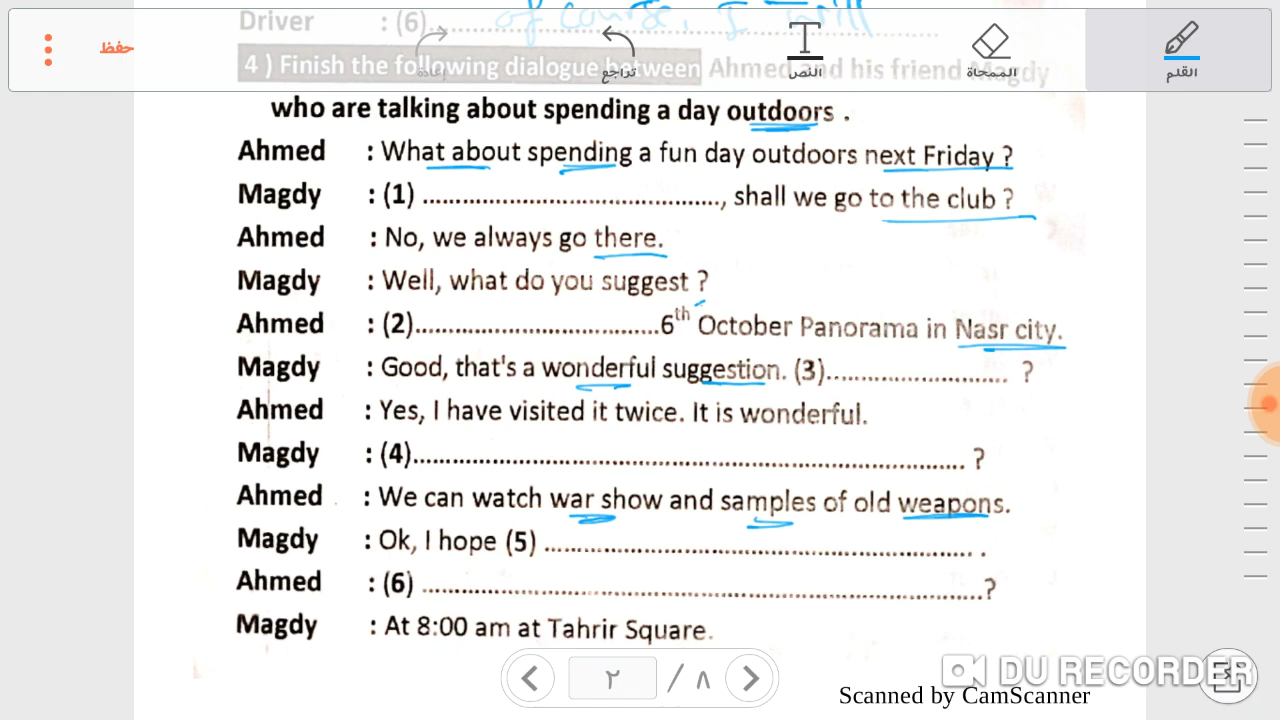 Driver : (6) of course. I will
حفظ
إعادة
تراجع
النص
الممحاة
القلم
4 ) Finish the following dialogue between Ahmed and his friend Magdy
who are talking about spending a day outdoors .
Ahmed : What about spending a fun day outdoors next Friday ?
Magdy : (1) ............................................., shall we go to the club ?
Ahmed : No, we always go there.
Magdy : Well, what do you suggest ?
Ahmed : (2).....................................6th October Panorama in Nasr city.
Magdy : Good, that's a wonderful suggestion. (3)............................ ?
Ahmed : Yes, I have visited it twice. It is wonderful.
Magdy : (4)..................................................................................... ?
Ahmed : We can watch war show and samples of old weapons.
Magdy : Ok, I hope (5) .................................................................. .
Ahmed : (6) ......................................................................................?
Magdy : At 8:00 am at Tahrir Square.
٢ / ٨
DU RECORDER
Scanned by CamScanner